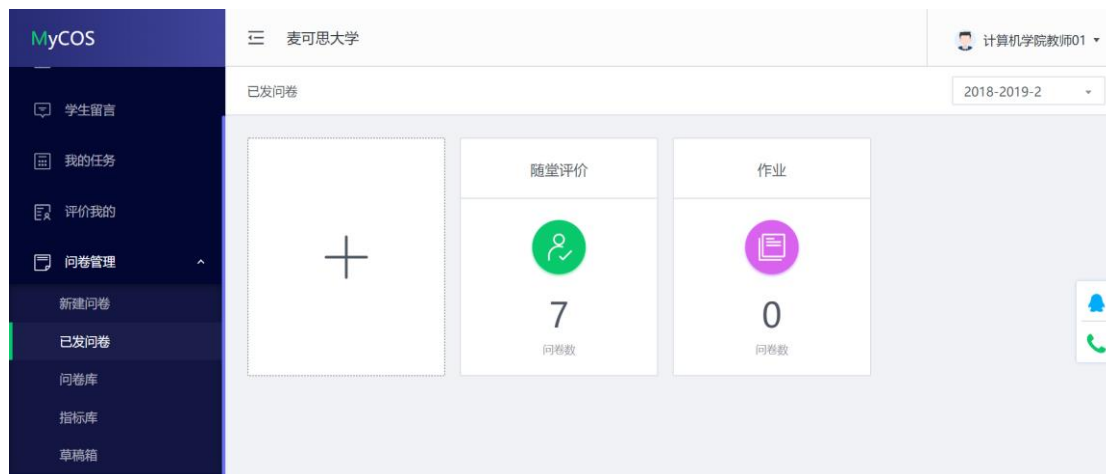 MyCOS
麦可思大学
计算机学院教师01
学生留言
我的任务
评价我的
问卷管理
新建问卷
已发问卷
问卷库
指标库
草稿箱
已发问卷
2018-2019-2
随堂评价
7
问卷数
作业
0
问卷数